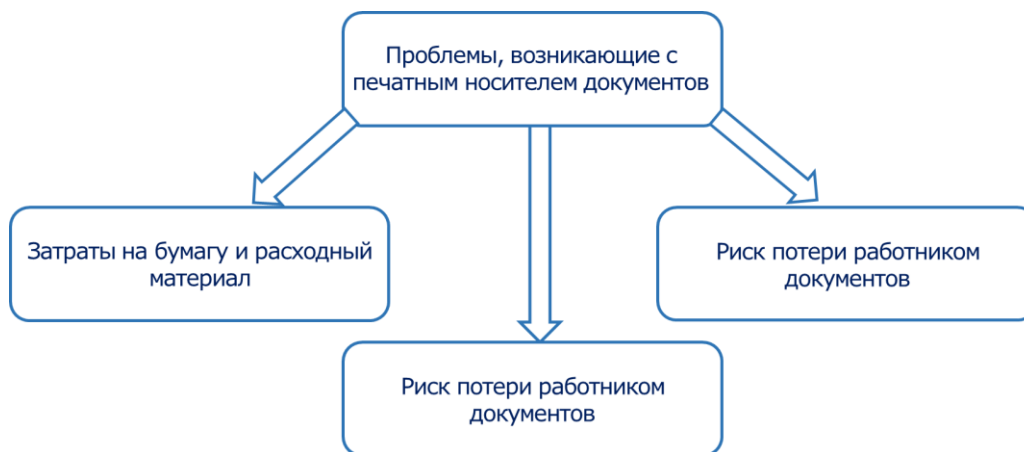 Проблемы, возникающие с
печатным носителем документов
Затраты на бумагу и расходный
материал
Риск потери работником
документов
Риск потери работником
документов